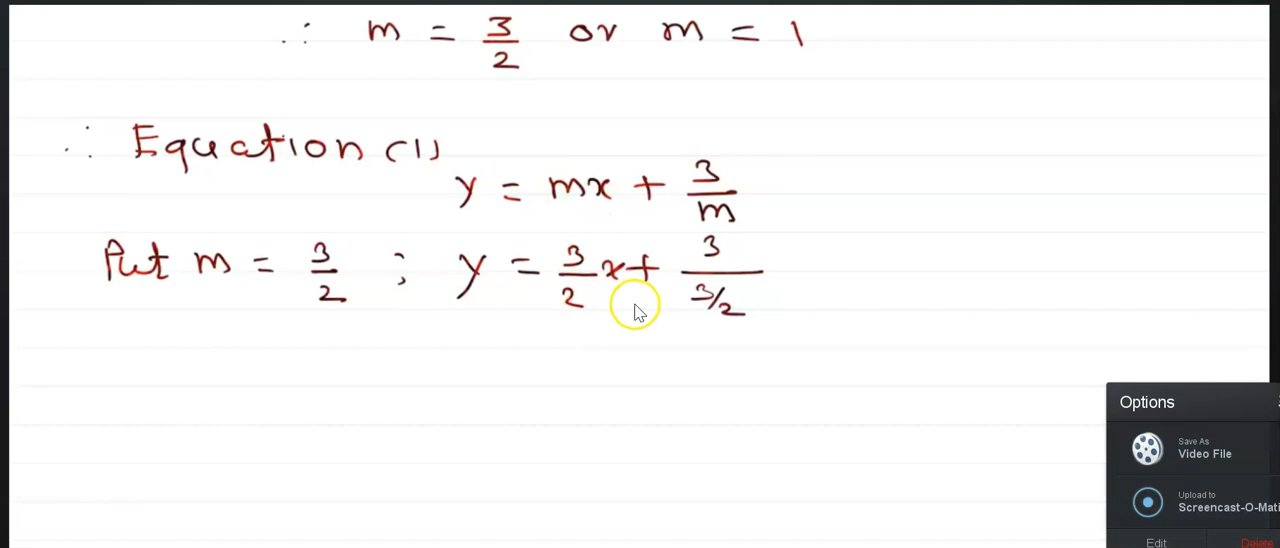 ∴ m = 3/2 or m = 1
∴ Equation (1)
y = mx + 3/m
Put m = 3/2 ; y = 3/2 x + 3/(3/2)
Options
Save As
Video File
Upload to
Screencast-O-Mati
Edit Delete